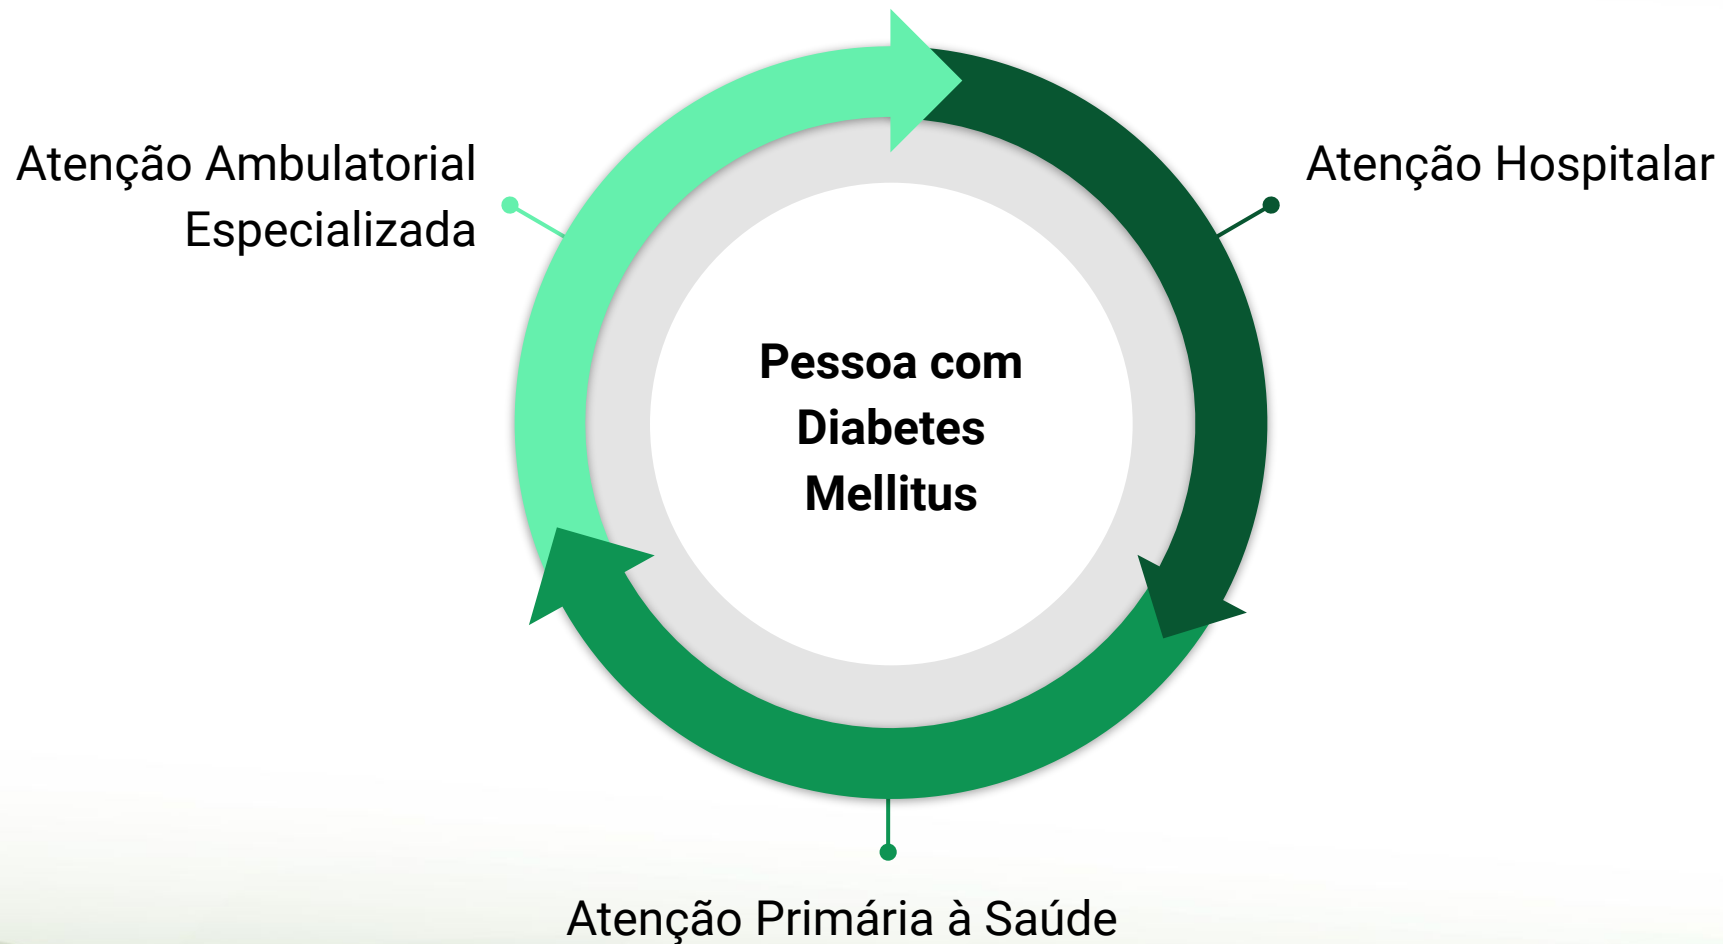 Atenção Ambulatorial
Especializada
Atenção Hospitalar
Pessoa com
Diabetes
Mellitus
Atenção Primária à Saúde